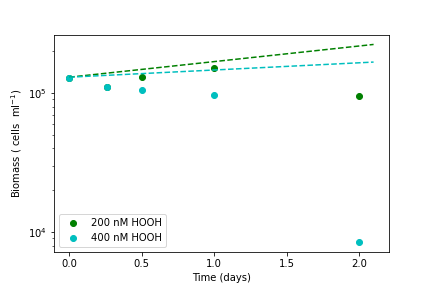 Biomass ( cells  ml⁻¹)
10⁵
10⁴
200 nM HOOH
400 nM HOOH
0.0 0.5 1.0 1.5 2.0
Time (days)